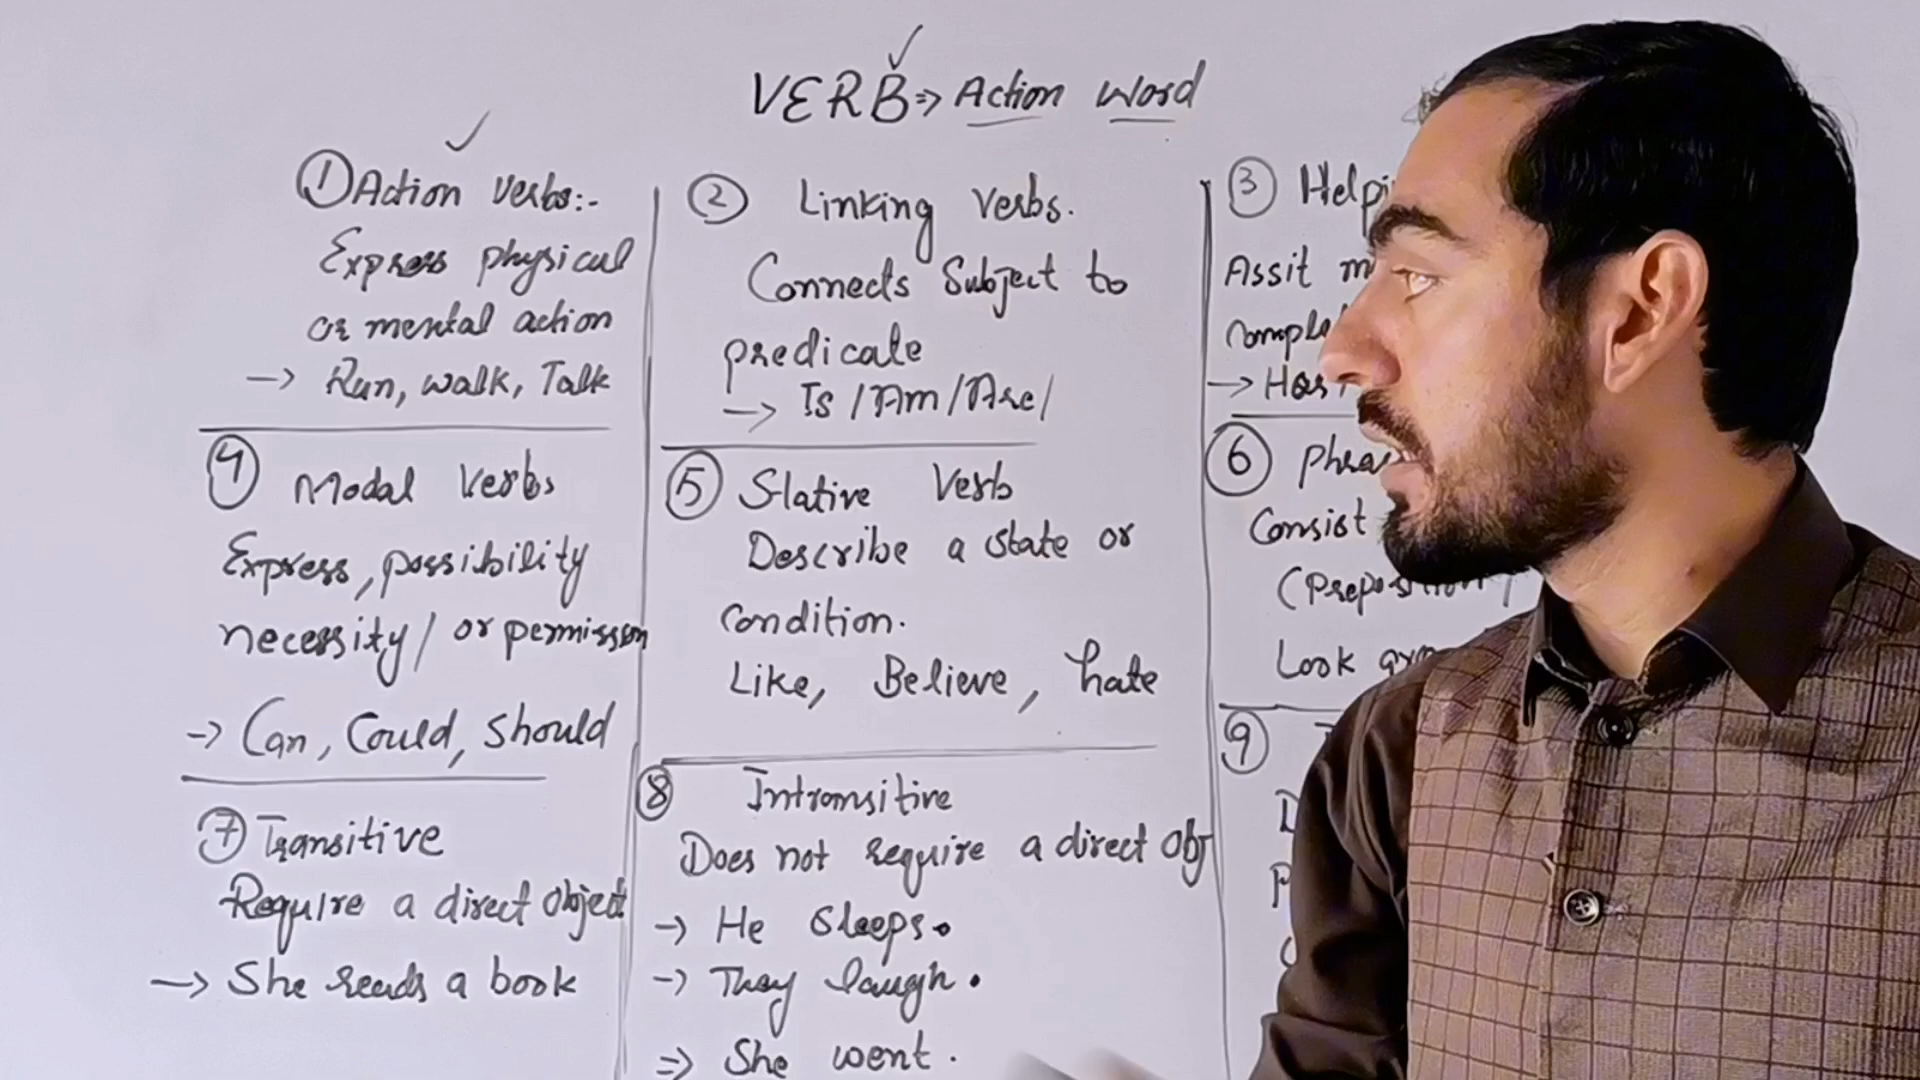 VERB => Action Word
① Action Verbs:-
Express physical
or mental action
→ Run, walk, Talk
② Linking Verbs.
Connects Subject to
predicate
→ Is / Am / Are /
③
Assit
→ Has
④ Modal Verbs
Express, possibility
necessity / or permission
→ Can, Could, Should
⑤ Stative Verb
Describe a state or
Condition.
Like, Believe, hate
⑥
Consist
Look
⑦ Transitive
Require a direct object
→ She reads a book
⑧ Intransitive
Does not require a direct Obj
→ He Sleeps.
→ They laugh.
=> She went.
⑨